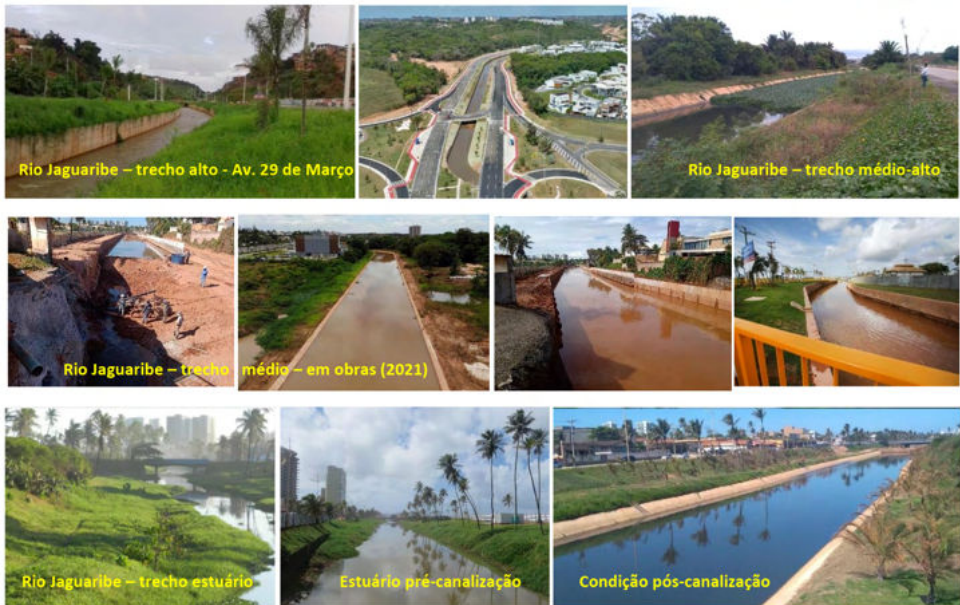 Rio Jaguaribe – trecho alto - Av. 29 de Março
Rio Jaguaribe – trecho médio-alto
Rio Jaguaribe – trecho médio – em obras (2021)
Rio Jaguaribe – trecho estuário
Estuário pré-canalização
Condição pós-canalização